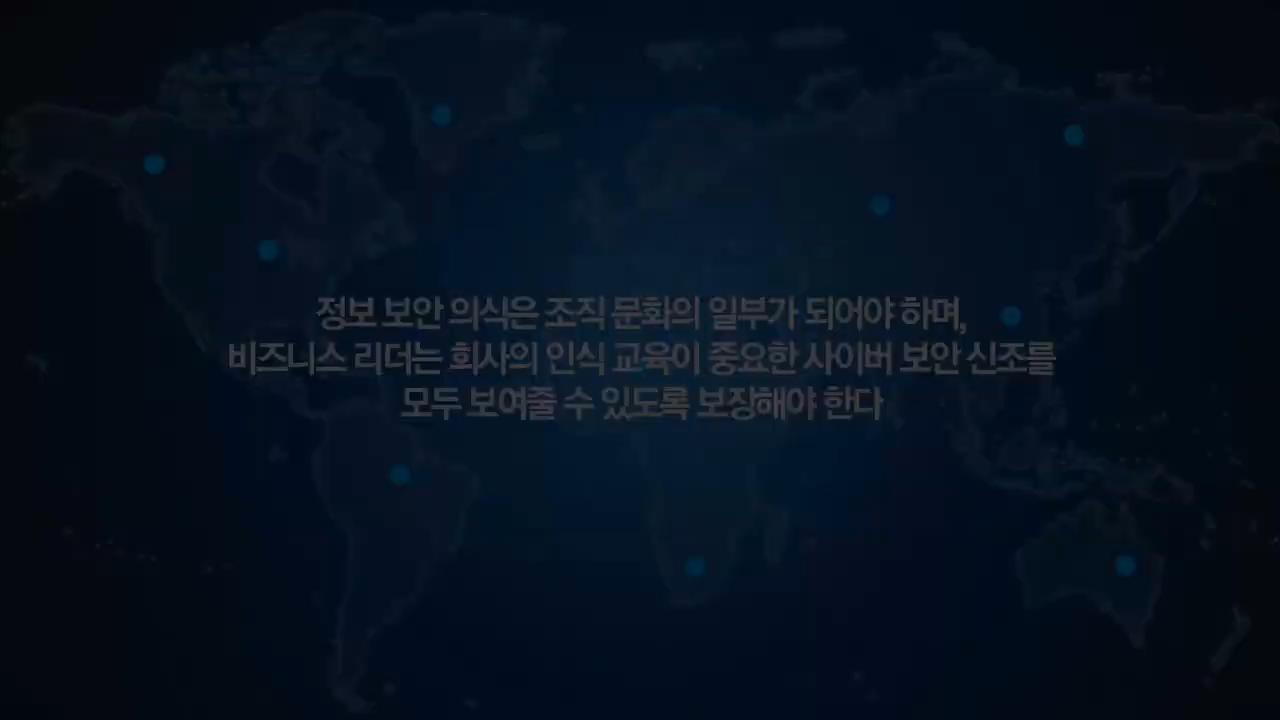 정보 보안 의식은 조직 문화의 일부가 되어야 하며,
비즈니스 리더는 회사의 인식 교육이 중요한 사이버 보안 신조를
모두 보여줄 수 있도록 보장해야 한다